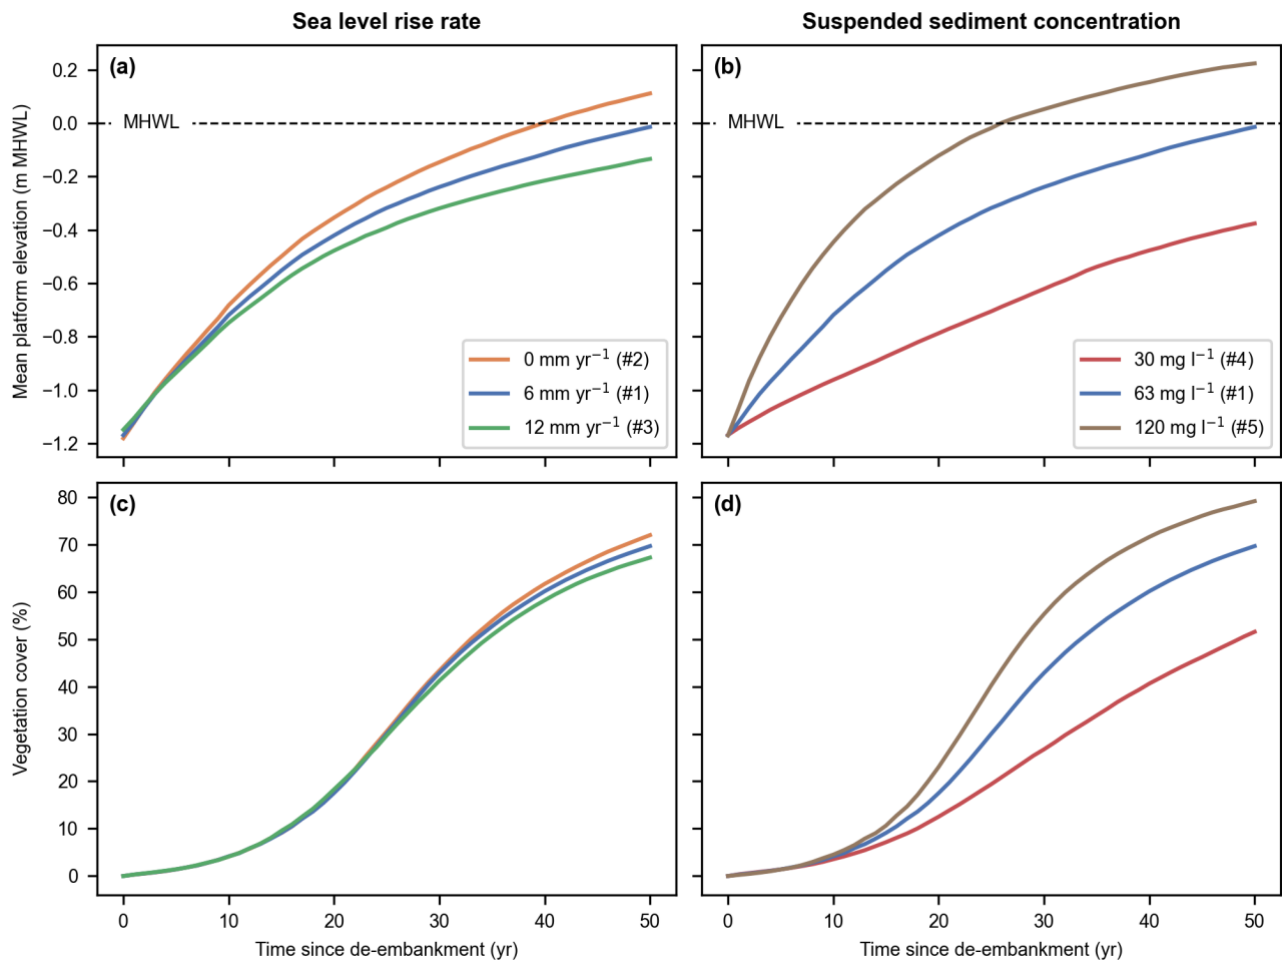 Sea level rise rate
Suspended sediment concentration
Mean platform elevation (m MHWL)
0.2
0.0
−0.2
−0.4
−0.6
−0.8
−1.0
−1.2
(a)
MHWL
0 mm yr⁻¹ (#2)
6 mm yr⁻¹ (#1)
12 mm yr⁻¹ (#3)
(b)
MHWL
30 mg l⁻¹ (#4)
63 mg l⁻¹ (#1)
120 mg l⁻¹ (#5)
Vegetation cover (%)
80
70
60
50
40
30
20
10
0
(c)
0 10 20 30 40 50
Time since de-embankment (yr)
(d)
0 10 20 30 40 50
Time since de-embankment (yr)